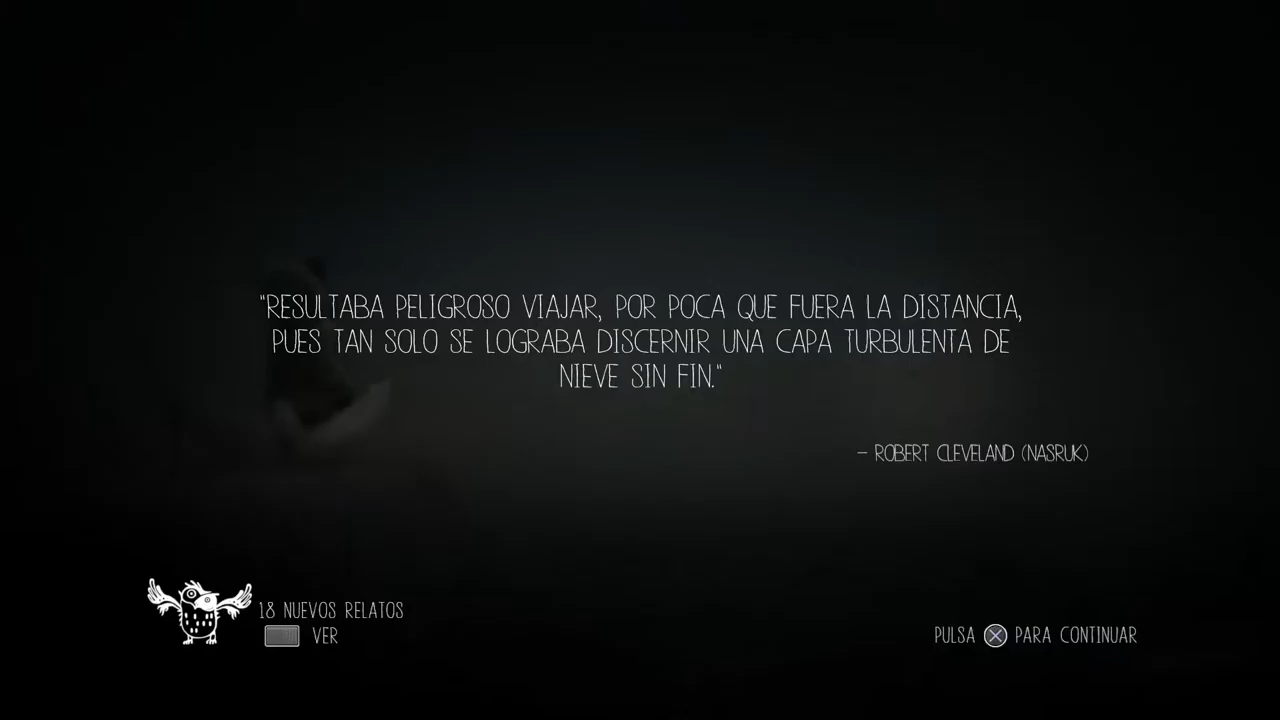 "RESULTABA PELIGROSO VIAJAR, POR POCA QUE FUERA LA DISTANCIA,
PUES TAN SOLO SE LOGRABA DISCERNIR UNA CAPA TURBULENTA DE
NIEVE SIN FIN."
– ROBERT CLEVELAND (NASRUK)
18 NUEVOS RELATOS
VER
PULSA PARA CONTINUAR